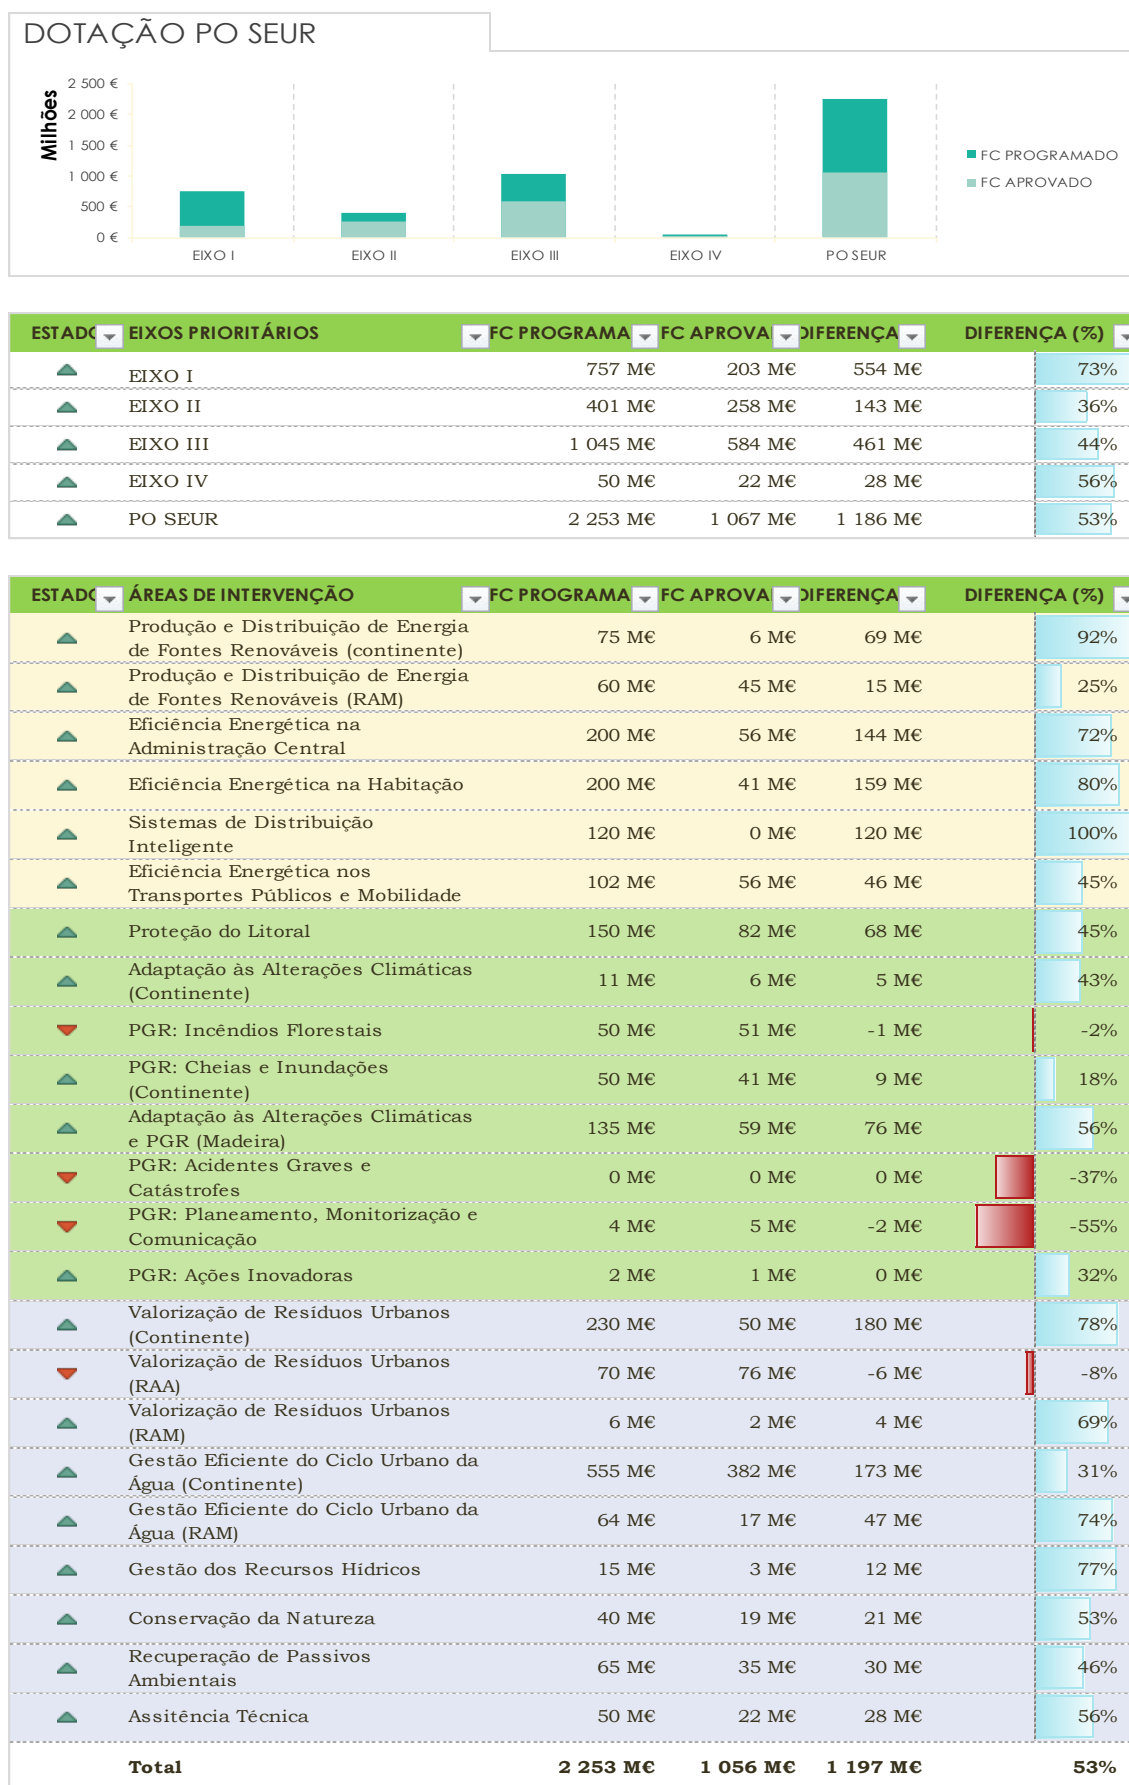 DOTAÇÃO PO SEUR
Milhões
2 500 €
2 000 €
1 500 €
1 000 €
500 €
0 €
EIXO I EIXO II EIXO III EIXO IV PO SEUR
FC PROGRAMADO
FC APROVADO
ESTADO EIXOS PRIORITÁRIOS FC PROGRAMA FC APROVA DIFERENÇA DIFERENÇA (%)
EIXO I 757 M€ 203 M€ 554 M€ 73%
EIXO II 401 M€ 258 M€ 143 M€ 36%
EIXO III 1 045 M€ 584 M€ 461 M€ 44%
EIXO IV 50 M€ 22 M€ 28 M€ 56%
PO SEUR 2 253 M€ 1 067 M€ 1 186 M€ 53%
ESTADO ÁREAS DE INTERVENÇÃO FC PROGRAMA FC APROVA DIFERENÇA DIFERENÇA (%)
Produção e Distribuição de Energia
de Fontes Renováveis (continente) 75 M€ 6 M€ 69 M€ 92%
Produção e Distribuição de Energia
de Fontes Renováveis (RAM) 60 M€ 45 M€ 15 M€ 25%
Eficiência Energética na
Administração Central 200 M€ 56 M€ 144 M€ 72%
Eficiência Energética na Habitação 200 M€ 41 M€ 159 M€ 80%
Sistemas de Distribuição
Inteligente 120 M€ 0 M€ 120 M€ 100%
Eficiência Energética nos
Transportes Públicos e Mobilidade 102 M€ 56 M€ 46 M€ 45%
Proteção do Litoral 150 M€ 82 M€ 68 M€ 45%
Adaptação às Alterações Climáticas
(Continente) 11 M€ 6 M€ 5 M€ 43%
PGR: Incêndios Florestais 50 M€ 51 M€ -1 M€ -2%
PGR: Cheias e Inundações
(Continente) 50 M€ 41 M€ 9 M€ 18%
Adaptação às Alterações Climáticas
e PGR (Madeira) 135 M€ 59 M€ 76 M€ 56%
PGR: Acidentes Graves e
Catástrofes 0 M€ 0 M€ 0 M€ -37%
PGR: Planeamento, Monitorização e
Comunicação 4 M€ 5 M€ -2 M€ -55%
PGR: Ações Inovadoras 2 M€ 1 M€ 0 M€ 32%
Valorização de Resíduos Urbanos
(Continente) 230 M€ 50 M€ 180 M€ 78%
Valorização de Resíduos Urbanos
(RAA) 70 M€ 76 M€ -6 M€ -8%
Valorização de Resíduos Urbanos
(RAM) 6 M€ 2 M€ 4 M€ 69%
Gestão Eficiente do Ciclo Urbano da
Água (Continente) 555 M€ 382 M€ 173 M€ 31%
Gestão Eficiente do Ciclo Urbano da
Água (RAM) 64 M€ 17 M€ 47 M€ 74%
Gestão dos Recursos Hídricos 15 M€ 3 M€ 12 M€ 77%
Conservação da Natureza 40 M€ 19 M€ 21 M€ 53%
Recuperação de Passivos
Ambientais 65 M€ 35 M€ 30 M€ 46%
Assitência Técnica 50 M€ 22 M€ 28 M€ 56%
Total 2 253 M€ 1 056 M€ 1 197 M€ 53%